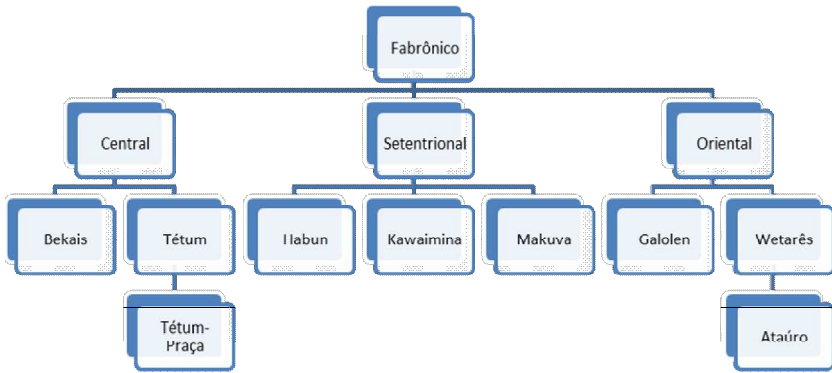 Fabrônico
Central
Setentrional
Oriental
Bekais
Tétum
Habun
Kawaimina
Makuva
Galolen
Wetarês
Tétum-
Praça
Ataúro